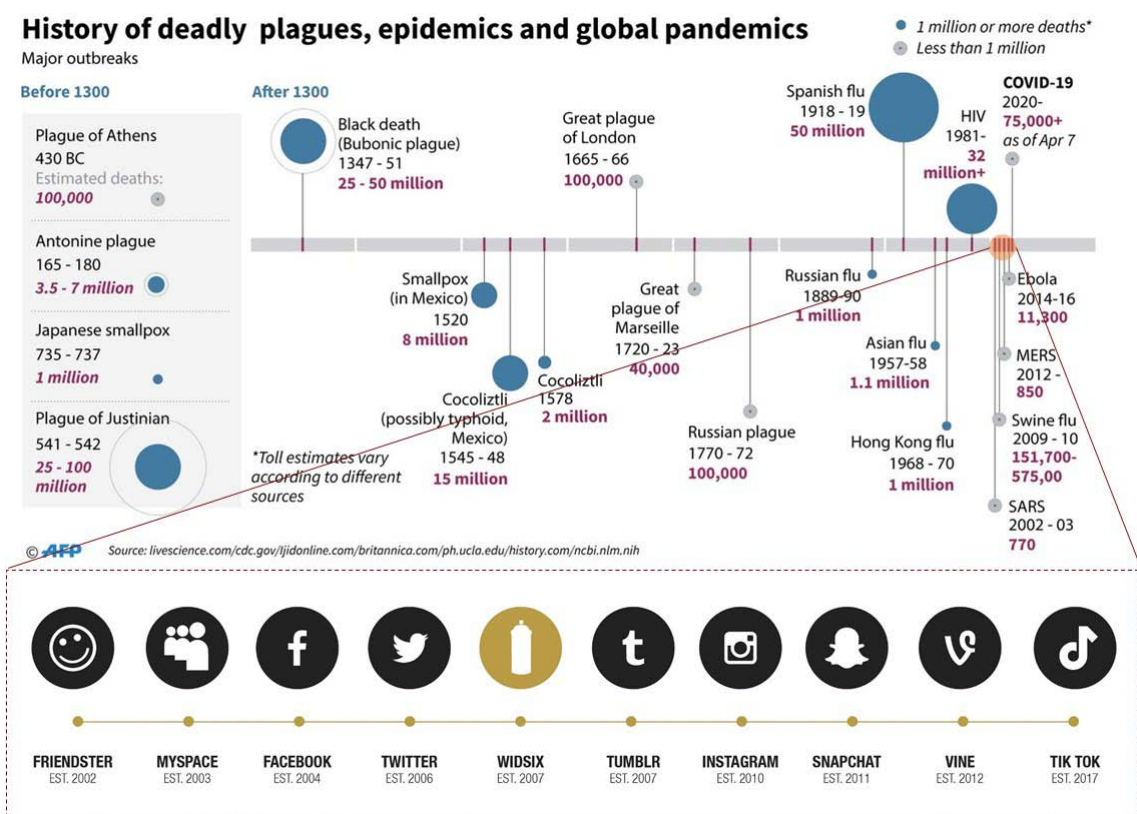 History of deadly plagues, epidemics and global pandemics
Major outbreaks
1 million or more deaths*
Less than 1 million
Before 1300
Plague of Athens
430 BC
Estimated deaths:
100,000
Antonine plague
165 - 180
3.5 - 7 million
Japanese smallpox
735 - 737
1 million
Plague of Justinian
541 - 542
25 - 100
million
After 1300
Black death
(Bubonic plague)
1347 - 51
25 - 50 million
Great plague
of London
1665 - 66
100,000
Spanish flu
1918 - 19
50 million
HIV
1981-
32
million+
COVID-19
2020-
75,000+
as of Apr 7
Smallpox
(in Mexico)
1520
8 million
Cocoliztli
(possibly typhoid,
Mexico)
1545 - 48
15 million
Cocoliztli
1578
2 million
Great
plague of
Marseille
1720 - 23
40,000
Russian plague
1770 - 72
100,000
Russian flu
1889-90
1 million
Asian flu
1957-58
1.1 million
Hong Kong flu
1968 - 70
1 million
Ebola
2014-16
11,300
MERS
2012 -
850
Swine flu
2009 - 10
151,700-
575,00
SARS
2002 - 03
770
*Toll estimates vary
according to different
sources
© AFP
Source: livescience.com/cdc.gov/ljidonline.com/britannica.com/ph.ucla.edu/history.com/ncbi.nlm.nih
FRIENDSTER
EST. 2002
MYSPACE
EST. 2003
FACEBOOK
EST. 2004
TWITTER
EST. 2006
WIDSIX
EST. 2007
TUMBLR
EST. 2007
INSTAGRAM
EST. 2010
SNAPCHAT
EST. 2011
VINE
EST. 2012
TIK TOK
EST. 2017